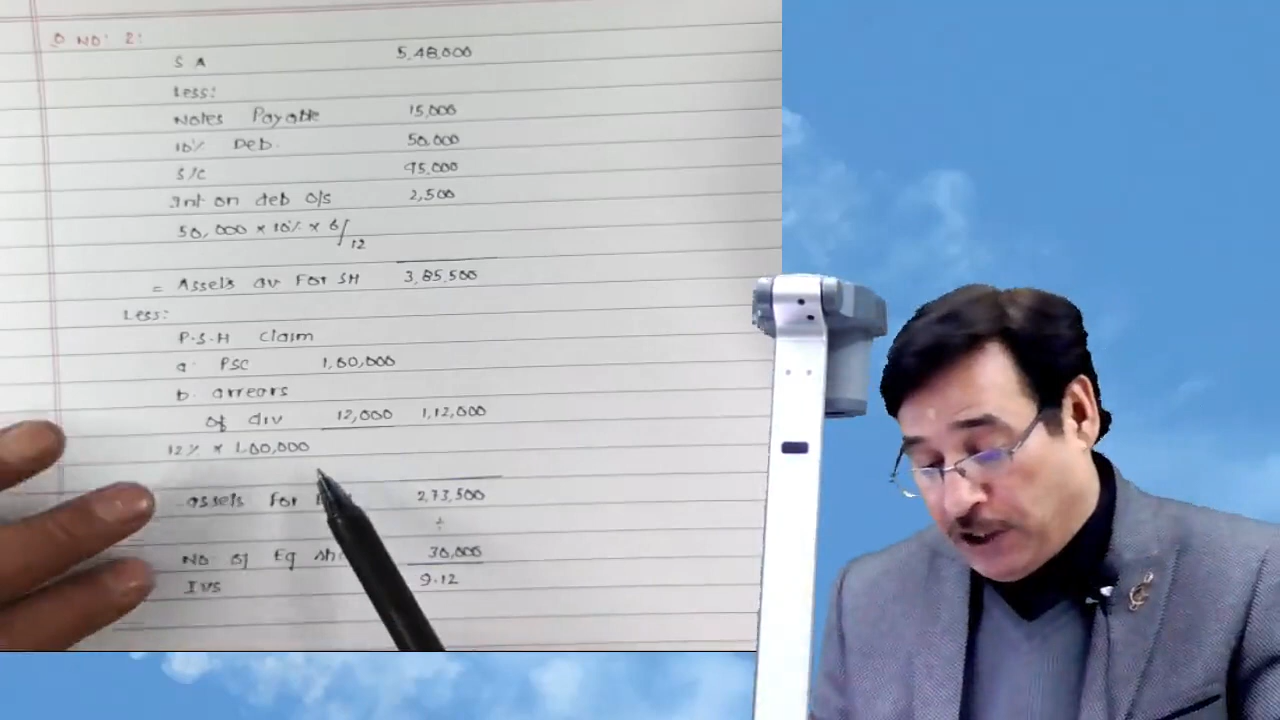 Q NO: 2:
S A 5,48,000
Less:
Notes Payable 15,000
10% Deb. 50,000
S/C 95,000
Int on deb o/s 2,500
50,000 × 10% × 6/12
= Assets av For SH 3,85,500
Less:
P.S.H Claim
a. PSC 1,00,000
b. arrears
of div 12,000 1,12,000
12% × 1,00,000
assets for 2,73,500
÷
No of Eq 30,000
IVS 9.12